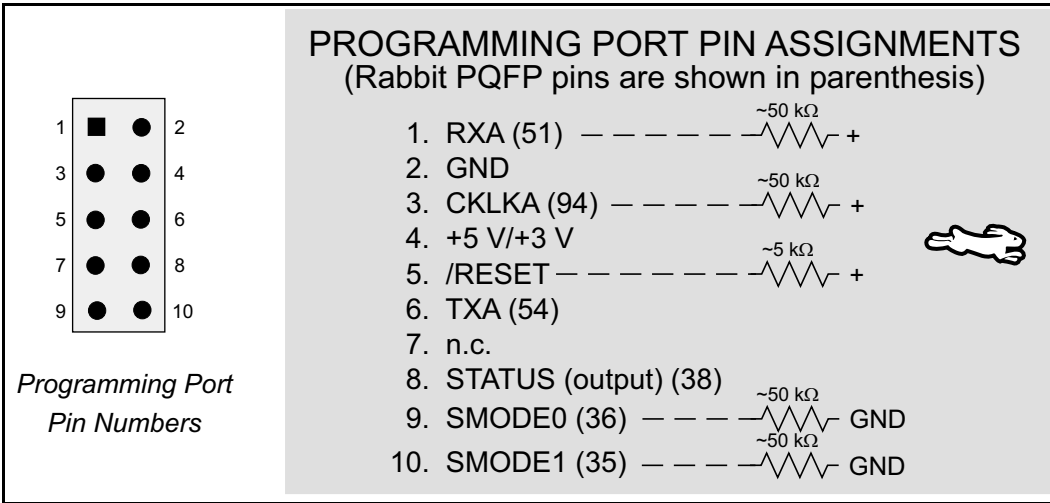 PROGRAMMING PORT PIN ASSIGNMENTS
(Rabbit PQFP pins are shown in parenthesis)
1 2
3 4
5 6
7 8
9 10
Programming Port
Pin Numbers
~50 kΩ
1. RXA (51) +
2. GND
~50 kΩ
3. CKLKA (94) +
4. +5 V/+3 V
~5 kΩ
5. /RESET +
6. TXA (54)
7. n.c.
8. STATUS (output) (38)
~50 kΩ
9. SMODE0 (36) GND
~50 kΩ
10. SMODE1 (35) GND